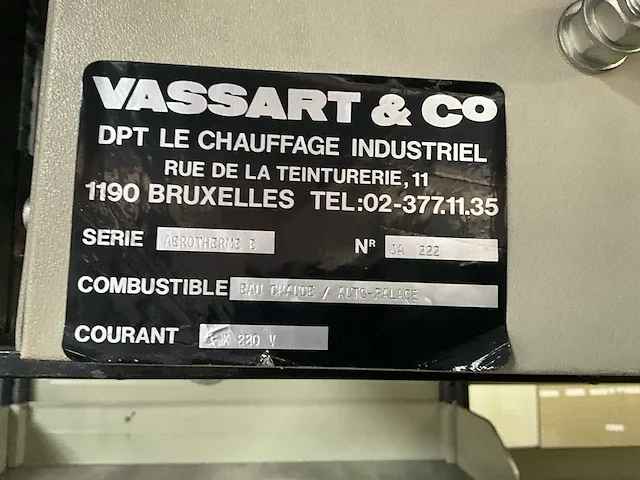 VASSART & CO
DPT LE CHAUFFAGE INDUSTRIEL
RUE DE LA TEINTURERIE, 11
1190 BRUXELLES TEL:02-377.11.35
SERIE AEROTHERME E Nᴿ JA 222
COMBUSTIBLE EAU CHAUDE / AUTO-PALACE
COURANT X 220 V